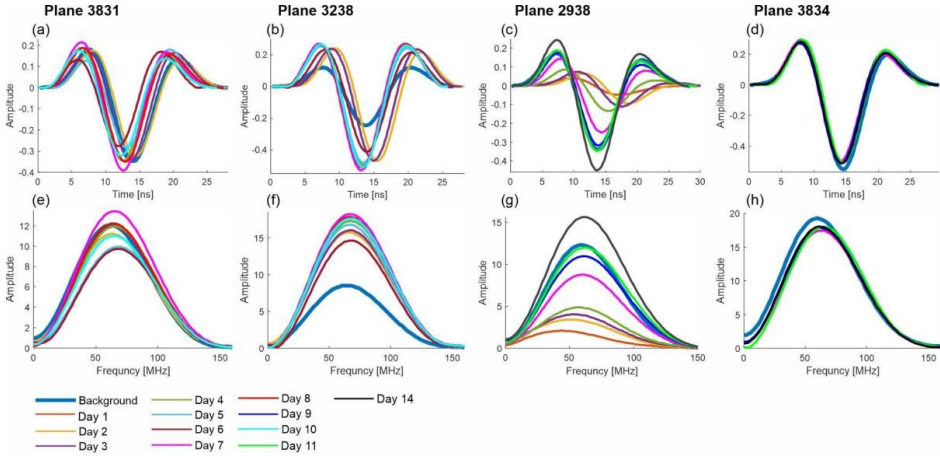 Plane 3831 Plane 3238 Plane 2938 Plane 3834
(a) (b) (c) (d)
0.2 0.2 0.2 0.2
0.1 0.1
0 0 0 0
-0.1 -0.1
-0.2 -0.2 -0.2 -0.2
-0.3 -0.3
-0.4 -0.4 -0.4 -0.4
Amplitude Amplitude Amplitude Amplitude
0 5 10 15 20 25 0 5 10 15 20 25 0 5 10 15 20 25 30 0 5 10 15 20 25
Time [ns] Time [ns] Time [ns] Time [ns]
(e) (f) (g) (h)
12 15 15 20
10 10 10 15
8 5 5 10
6 0 0 5
4 0
2
0
Amplitude Amplitude Amplitude Amplitude
0 50 100 150 50 100 150 0 50 100 150 0 50 100 150
Frequncy [MHz] Frequncy [MHz] Frequncy [MHz] Frequncy [MHz]
Background Day 4 Day 8 Day 14
Day 1 Day 5 Day 9
Day 2 Day 6 Day 10
Day 3 Day 7 Day 11